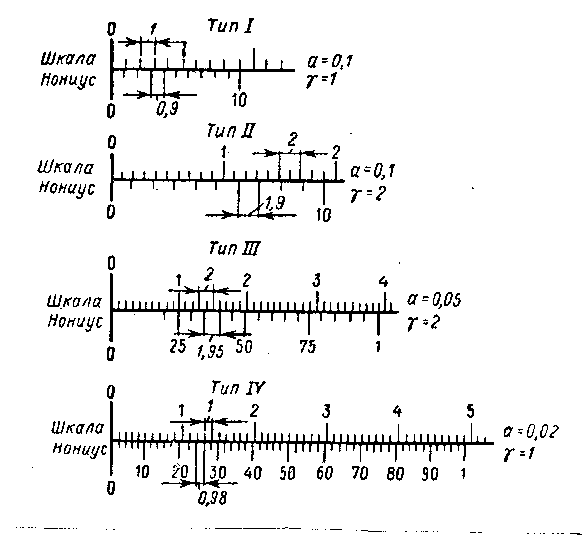 Тип I
0
1
Шкала
Нониус
a=0,1
γ=1
10
0,9
0
Тип II
0
1
2
2
Шкала
Нониус
a=0,1
γ=2
1,9
10
0
Тип III
0
1
2
2
3
4
Шкала
Нониус
a=0,05
γ=2
25
1,95
50
75
1
0
Тип IV
0
1
1
2
3
4
5
Шкала
Нониус
a=0,02
γ=1
10 20 30 40 50 60 70 80 90 1
0,98
0